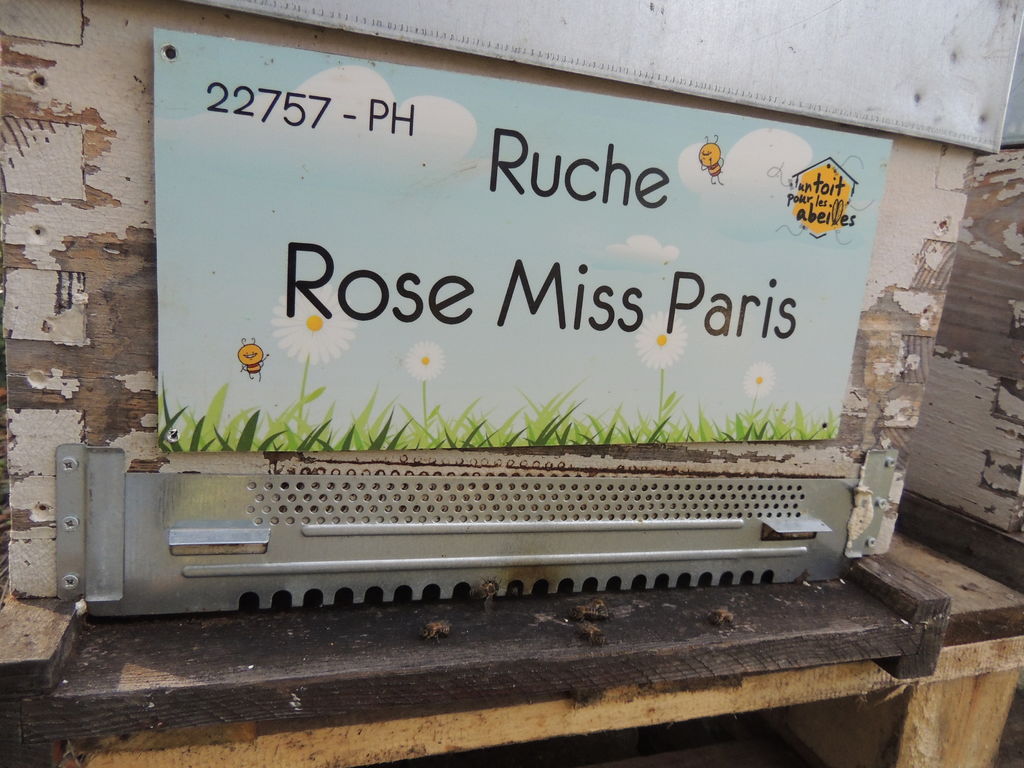 22757 - PH
Ruche
un toit
pour les
abeilles
Rose Miss Paris